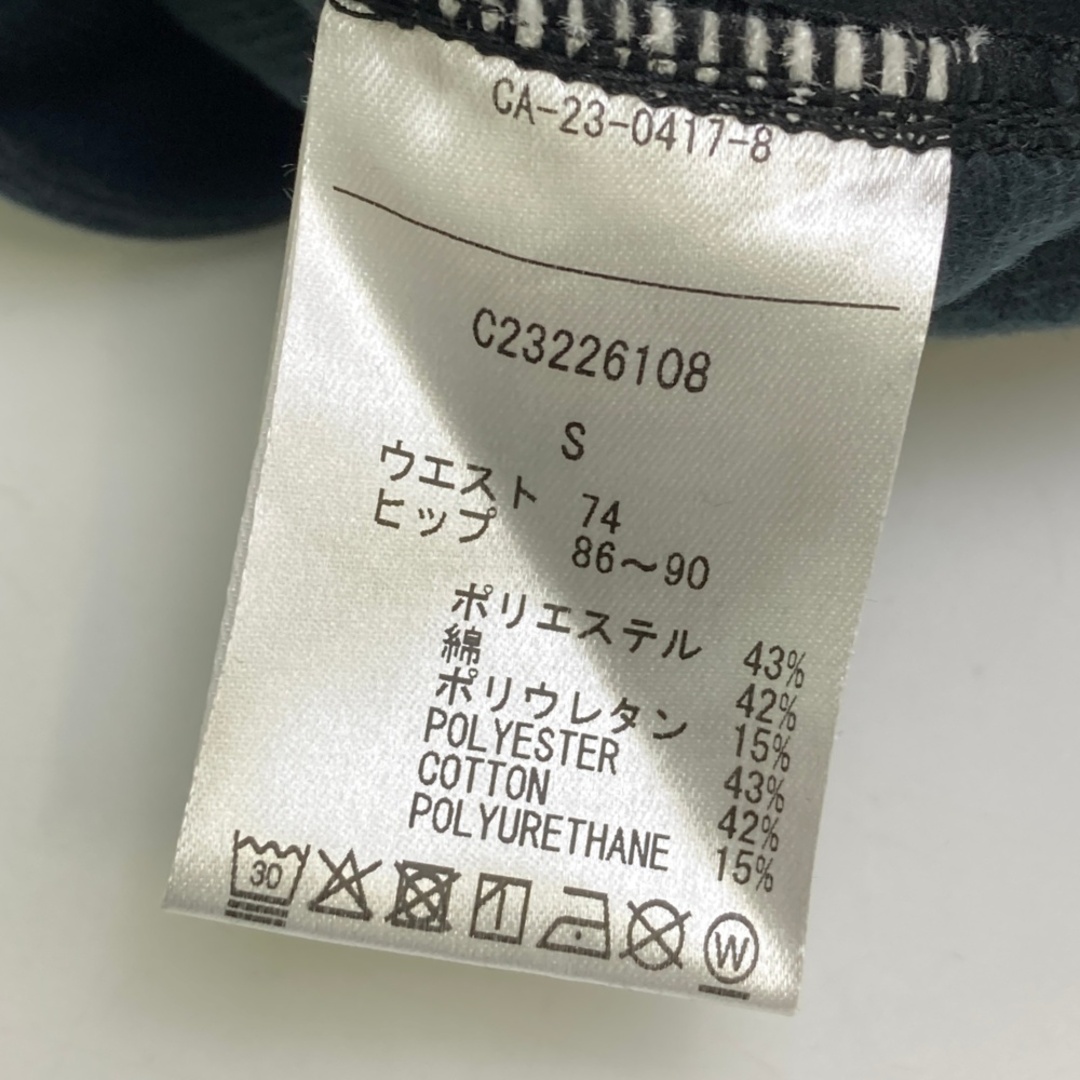 CA-23-0417-8
C23226108
S
ウエスト 74
ヒップ 86～90
ポリエステル 43%
綿 42%
ポリウレタン 15%
POLYESTER 43%
COTTON 42%
POLYURETHANE 15%
30
W